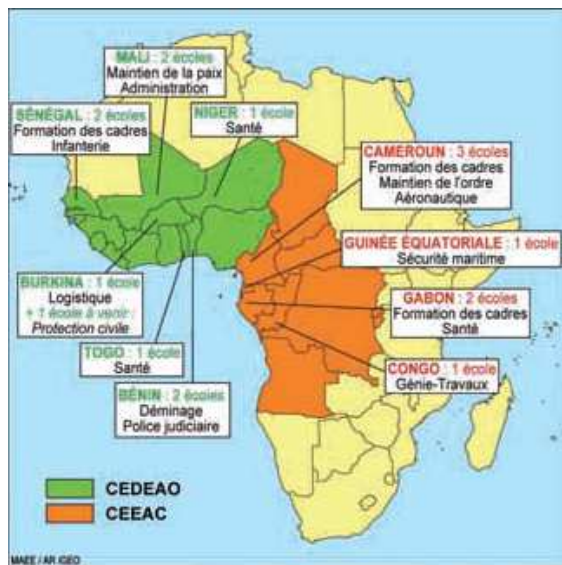 MALI : 2 écoles
Maintien de la paix
Administration
SÉNÉGAL : 2 écoles
Formation des cadres
Infanterie
NIGER : 1 école
Santé
CAMEROUN : 3 écoles
Formation des cadres
Maintien de l'ordre
Aéronautique
GUINÉE ÉQUATORIALE : 1 école
Sécurité maritime
BURKINA : 1 école
Logistique
+ 1 école à venir :
Protection civile
GABON : 2 écoles
Formation des cadres
Santé
TOGO : 1 école
Santé
CONGO : 1 école
Génie-Travaux
BÉNIN : 2 écoles
Déminage
Police judiciaire
CEDEAO
CEEAC
MAEE / AR IGEO